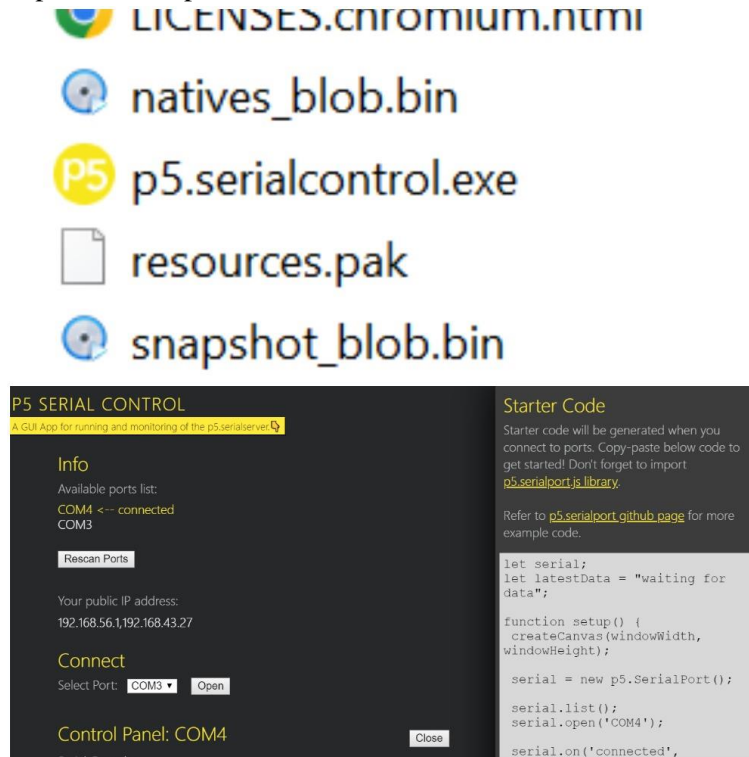 LICENSES.chromium.html
natives_blob.bin
P5 p5.serialcontrol.exe
resources.pak
snapshot_blob.bin
P5 SERIAL CONTROL
A GUI App for running and monitoring of the p5.serialserver.
Info
Available ports list:
COM4 <-- connected
COM3
Rescan Ports
Your public IP address:
192.168.56.1,192.168.43.27
Connect
Select Port: COM3 Open
Control Panel: COM4 Close
Starter Code
Starter code will be generated when you
connect to ports. Copy-paste below code to
get started! Don't forget to import
p5.serialport.js library.
Refer to p5.serialport github page for more
example code.
let serial;
let latestData = "waiting for
data";
function setup() {
createCanvas(windowWidth,
windowHeight);
serial = new p5.SerialPort();
serial.list();
serial.open('COM4');
serial.on('connected',